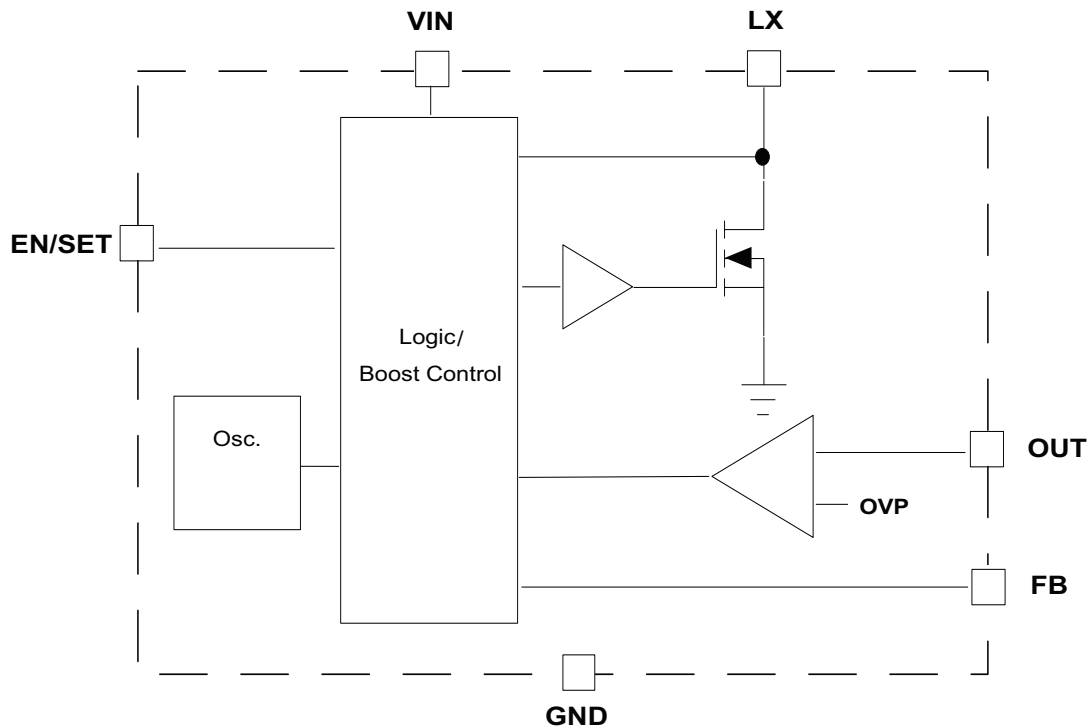 VIN
LX
EN/SET
Logic/
Boost Control
Osc.
OUT
OVP
FB
GND